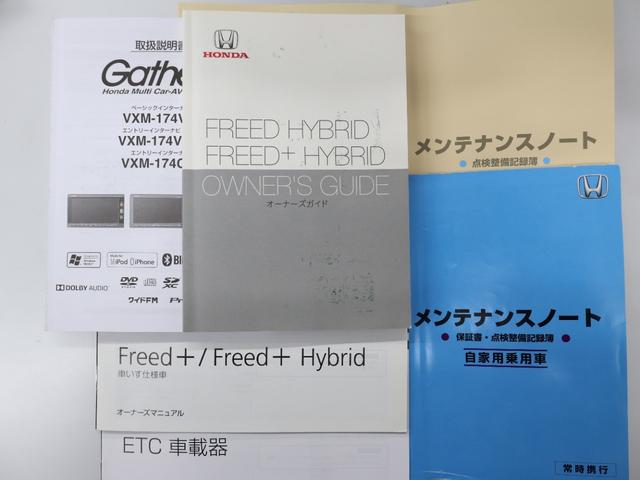 取扱説明書
Gathe
Honda Multi Car-AV
ベーシックインターナ
VXM-174V
エントリーインターナビ
VXM-174V
エントリーインターナビ
VXM-174C
Windows
Made for
iPod iPhone
DOLBY AUDIO
DVD
SD
XC
ワイドFM
HONDA
FREED HYBRID
FREED+ HYBRID
OWNER'S GUIDE
オーナーズガイド
メンテナンスノート
点検整備記録簿
メンテナンスノート
保証書・点検整備記録簿
自家用乗用車
常時携行
Freed+/Freed+ Hybrid
車いす仕様車
オーナーズマニュアル
ETC 車載器